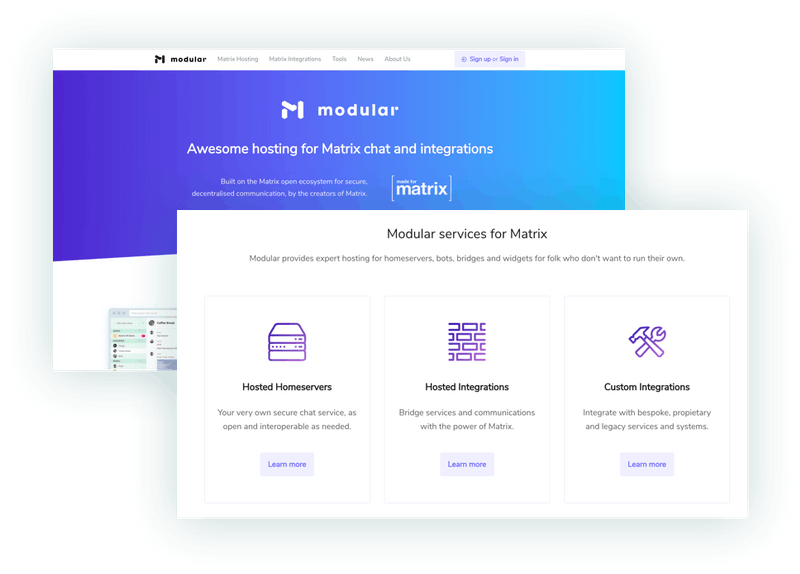 modular Matrix Hosting Matrix Integrations Tools News About Us Sign up or Sign in
modular
Awesome hosting for Matrix chat and integrations
Built on the Matrix open ecosystem for secure,
decentralised communication, by the creators of Matrix.
made for
matrix
Modular services for Matrix
Modular provides expert hosting for homeservers, bots, bridges and widgets for folk who don't want to run their own.
Hosted Homeservers
Your very own secure chat service, as
open and interoperable as needed.
Learn more
Hosted Integrations
Bridge services and communications
with the power of Matrix.
Learn more
Custom Integrations
Integrate with bespoke, propietary
and legacy services and systems.
Learn more